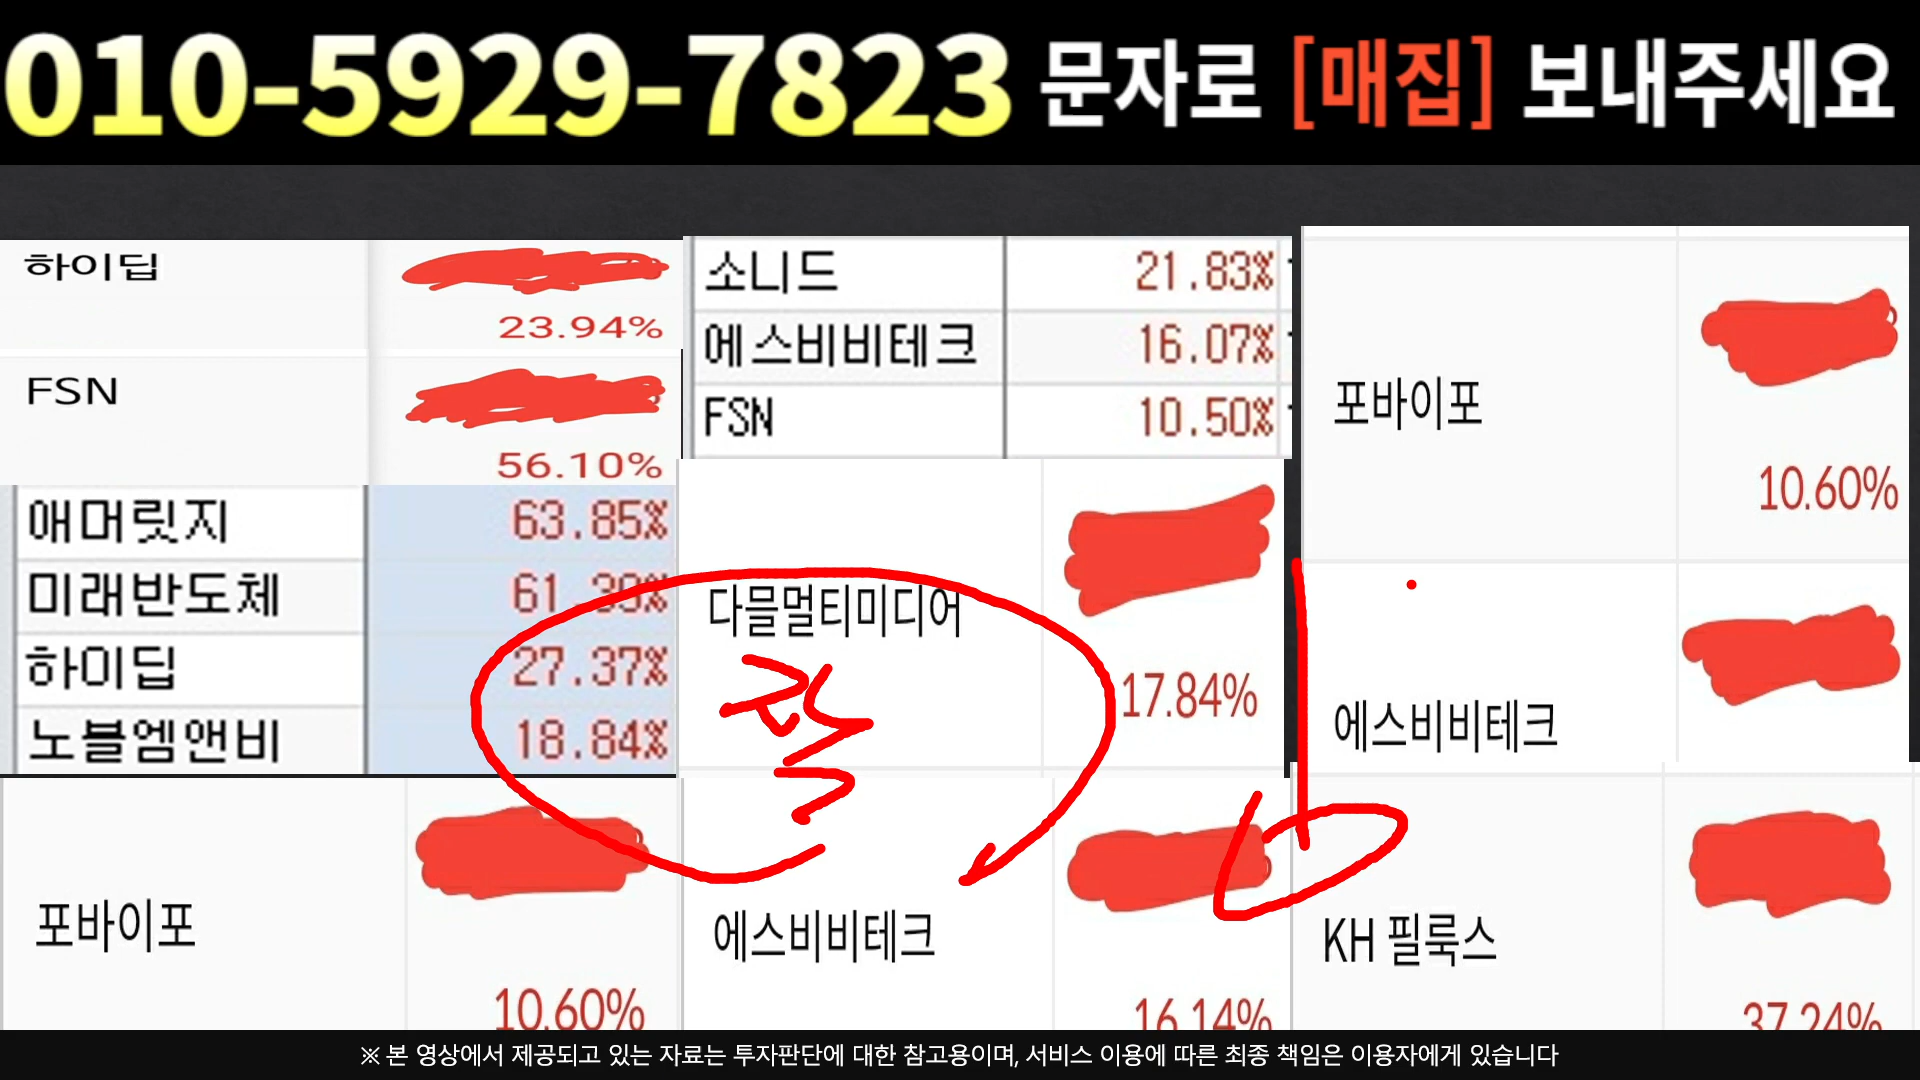 010-5929-7823 문자로 [매집] 보내주세요
하이딥
23.94%
FSN
56.10%
애머릿지 63.85%
미래반도체 61.39%
하이딥 27.37%
노블엠앤비 18.84%
소니드 21.83%
에스비비테크 16.07%
FSN 10.50%
다믈멀티미디어
17.84%
포바이포
10.60%
에스비비테크
포바이포
10.60%
에스비비테크
16.14%
KH 필룩스
37.24%
※ 본 영상에서 제공되고 있는 자료는 투자판단에 대한 참고용이며, 서비스 이용에 따른 최종 책임은 이용자에게 있습니다